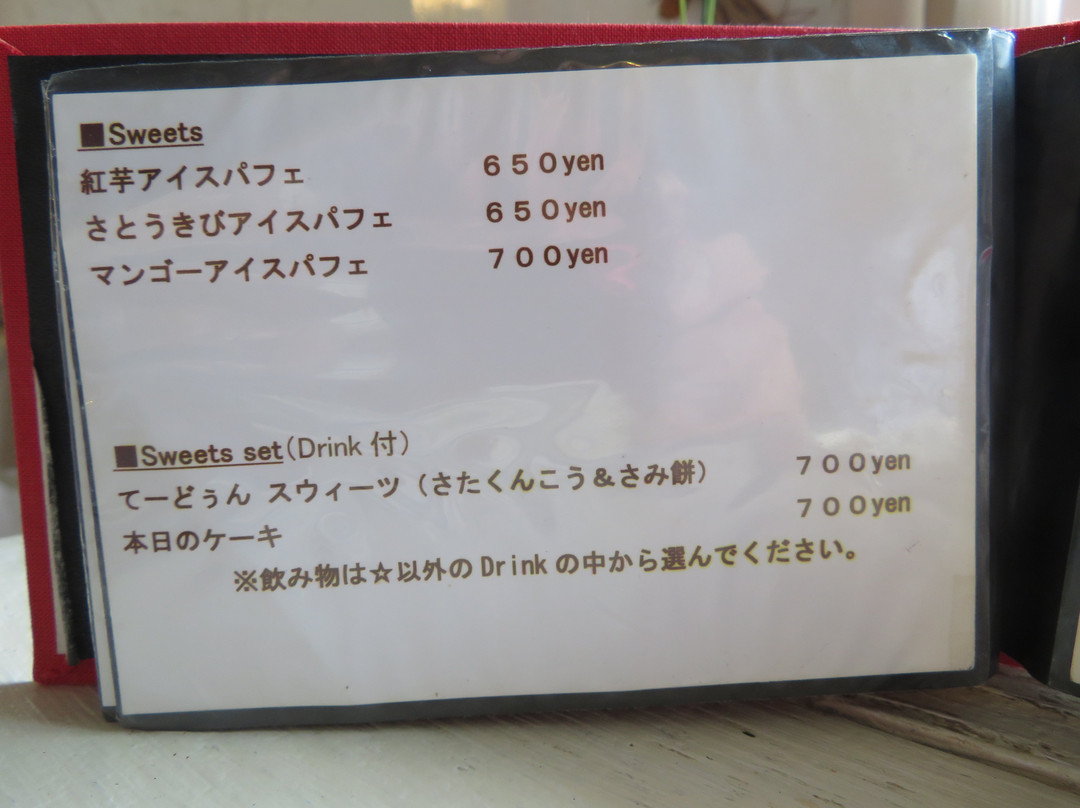 ■Sweets
紅芋アイスパフェ ６５０yen
さとうきびアイスパフェ ６５０yen
マンゴーアイスパフェ ７００yen
■Sweets set(Drink 付)
てーどぅん スウィーツ（さたくんこう＆さみ餅） ７００yen
本日のケーキ ７００yen
※飲み物は☆以外のDrinkの中から選んでください。